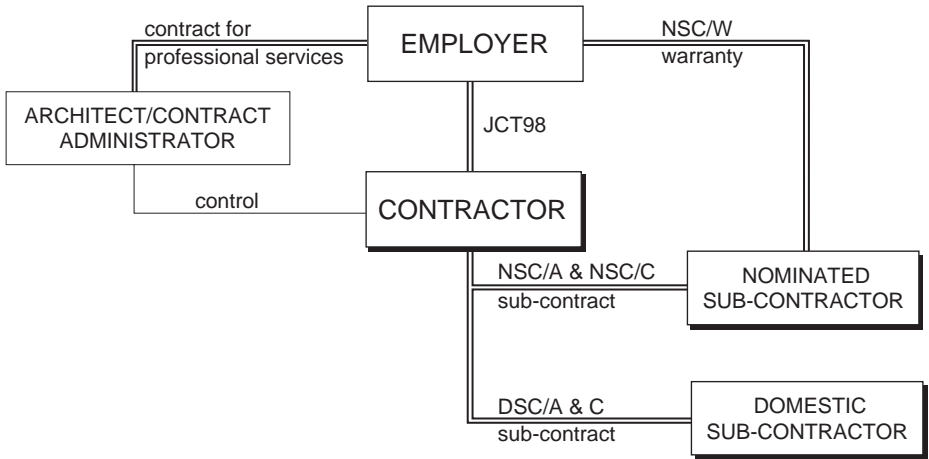 contract for
professional services
EMPLOYER
NSC/W
warranty
ARCHITECT/CONTRACT
ADMINISTRATOR
JCT98
control
CONTRACTOR
NSC/A & NSC/C
sub-contract
NOMINATED
SUB-CONTRACTOR
DSC/A & C
sub-contract
DOMESTIC
SUB-CONTRACTOR